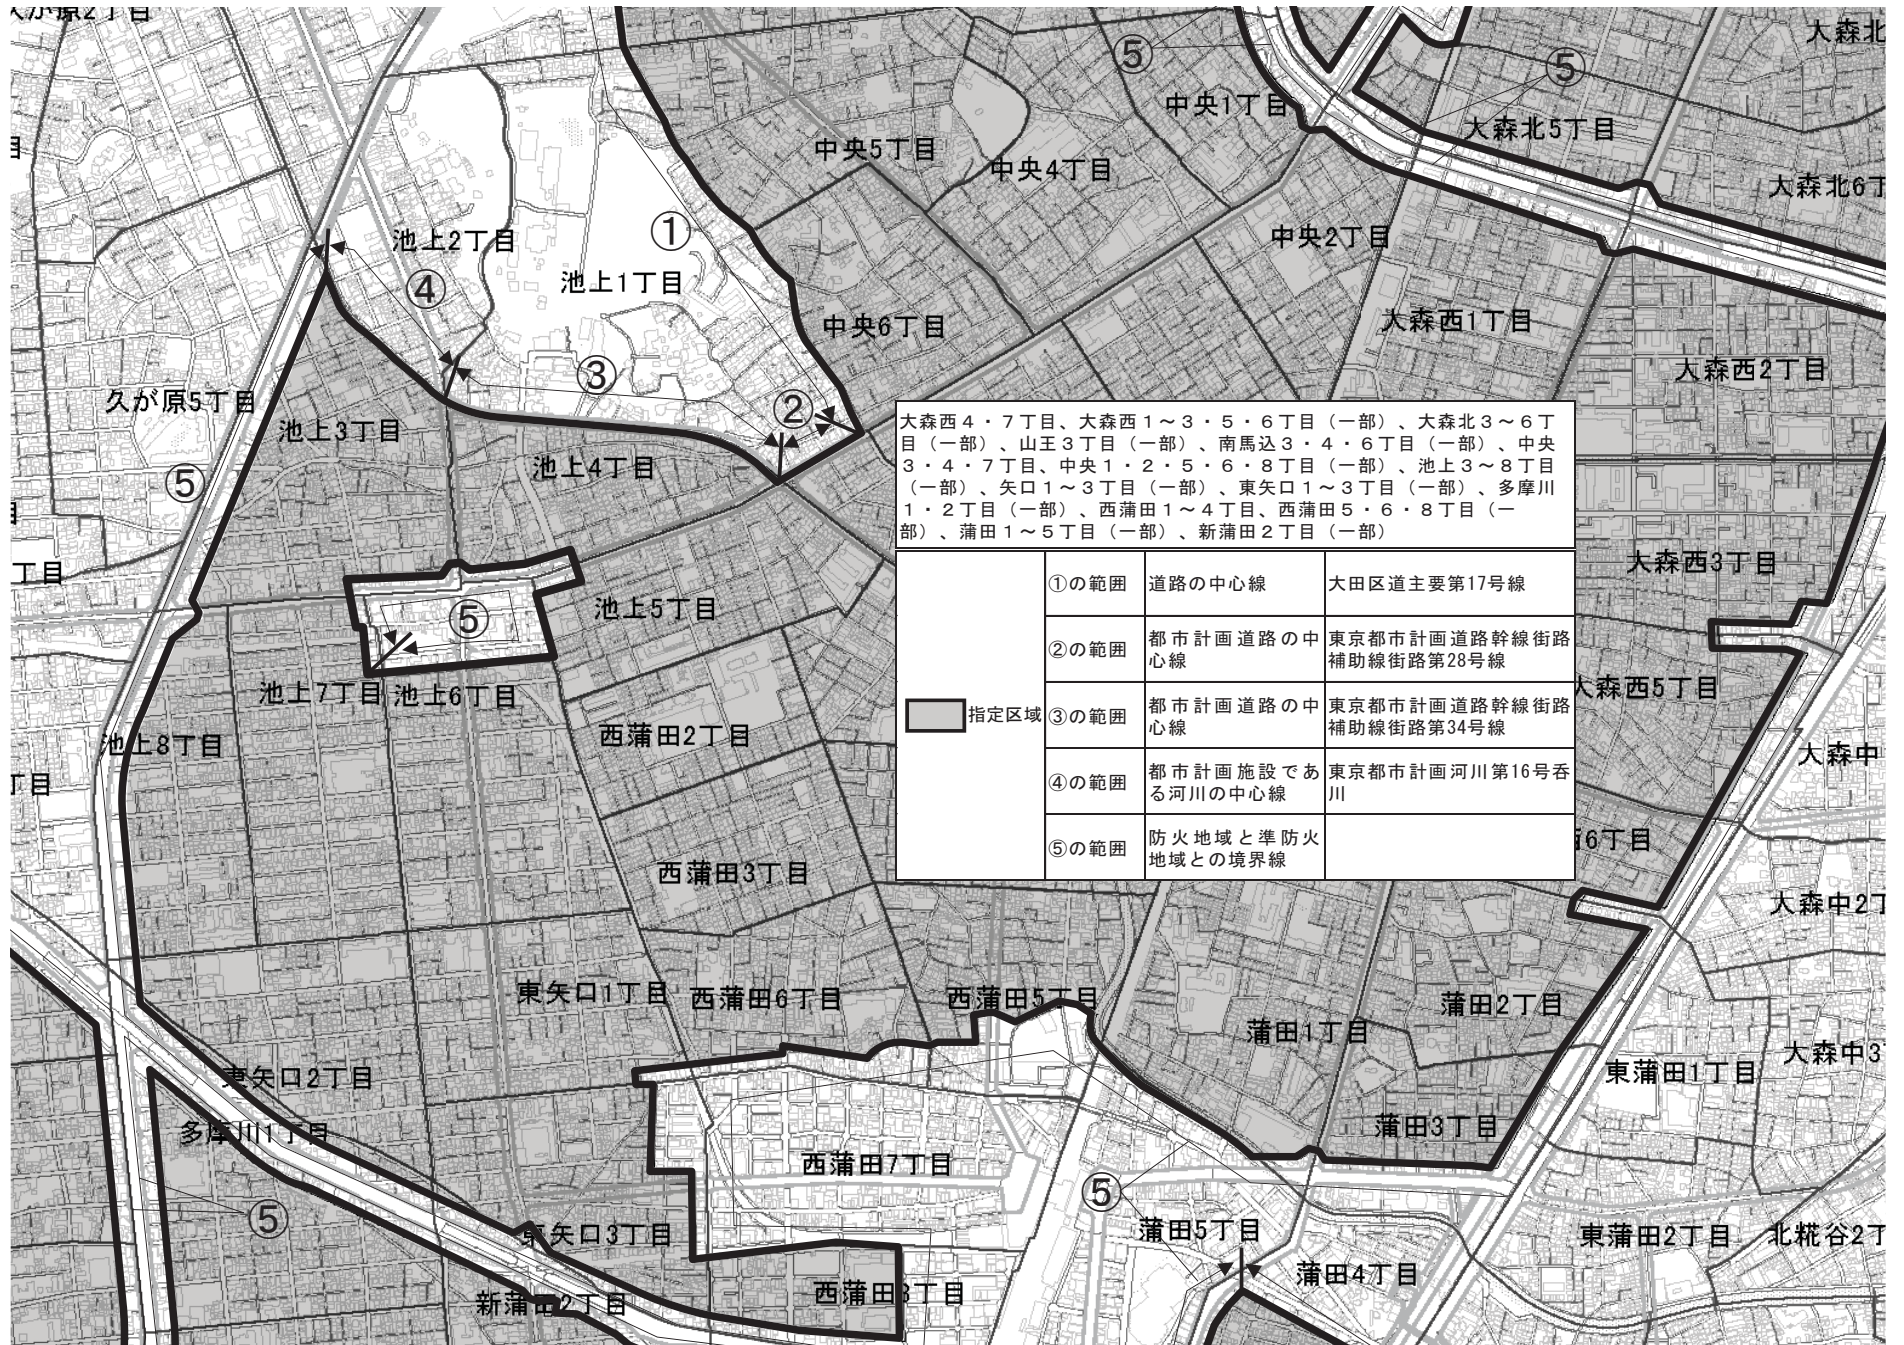 大森北
⑤
⑤
中央1丁目
大森北5丁目
中央5丁目
中央4丁目
大森北6丁
①
池上2丁目
中央2丁目
池上1丁目
④
中央6丁目
大森西1丁目
③
大森西2丁目
久が原5丁目
②
池上3丁目
池上4丁目
⑤
大森西4・7丁目、大森西1~3・5・6丁目(一部)、大森北3~6丁
目(一部)、山王3丁目(一部)、南馬込3・4・6丁目(一部)、中央
3・4・7丁目、中央1・2・5・6・8丁目(一部)、池上3~8丁目
(一部)、矢口1~3丁目(一部)、東矢口1~3丁目(一部)、多摩川
1・2丁目(一部)、西蒲田1~4丁目、西蒲田5・6・8丁目(一
部)、蒲田1~5丁目(一部)、新蒲田2丁目(一部)
指定区域
①の範囲 道路の中心線 大田区道主要第17号線
②の範囲 都市計画道路の中
心線 東京都市計画道路幹線街路
補助線街路第28号線
③の範囲 都市計画道路の中
心線 東京都市計画道路幹線街路
補助線街路第34号線
④の範囲 都市計画施設であ
る河川の中心線 東京都市計画河川第16号呑
川
⑤の範囲 防火地域と準防火
地域との境界線
丁目
大森西3丁目
⑤
池上5丁目
池上7丁目
池上6丁目
大森西5丁目
池上8丁目
西蒲田2丁目
大森中
丁目
6丁目
西蒲田3丁目
大森中2丁
東矢口1丁目
西蒲田6丁目
西蒲田5丁目
蒲田2丁目
蒲田1丁目
大森中3
東矢口2丁目
東蒲田1丁目
多摩川1丁目
蒲田3丁目
西蒲田7丁目
⑤
⑤
東矢口3丁目
蒲田5丁目
東蒲田2丁目
北糀谷2丁
蒲田4丁目
新蒲田2丁目
西蒲田8丁目